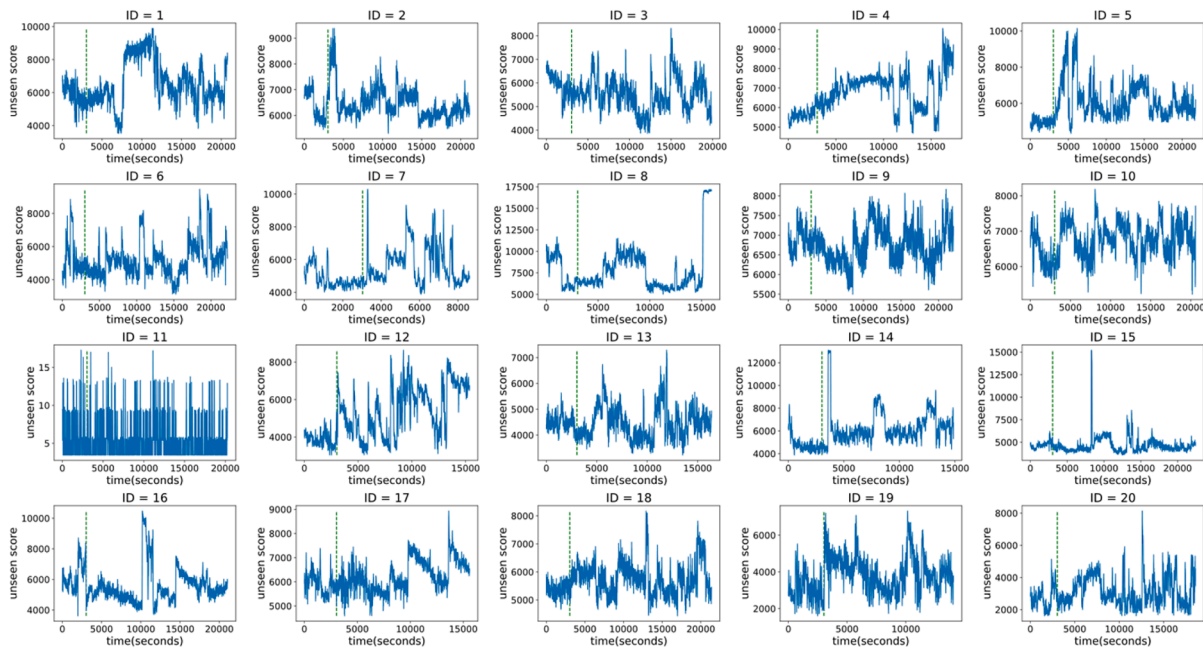 ID = 1 ID = 2 ID = 3 ID = 4 ID = 5
unseen score unseen score unseen score unseen score unseen score
10000 9000 8000 10000 10000
8000 8000 7000 9000 8000
6000 7000 6000 8000 6000
4000 6000 5000 7000
4000 6000
5000
0 5000 10000 15000 20000 0 5000 10000 15000 20000 0 5000 10000 15000 20000 0 5000 10000 15000 0 5000 10000 15000 20000
time(seconds) time(seconds) time(seconds) time(seconds) time(seconds)
ID = 6 ID = 7 ID = 8 ID = 9 ID = 10
unseen score unseen score unseen score unseen score unseen score
8000 10000 17500 8000 8000
6000 8000 15000 7500 7000
4000 6000 12500 7000 6000
4000 10000 6500
7500 6000
5000 5500
0 5000 10000 15000 20000 0 2000 4000 6000 8000 0 5000 10000 15000 0 5000 10000 15000 20000 0 5000 10000 15000 20000
time(seconds) time(seconds) time(seconds) time(seconds) time(seconds)
ID = 11 ID = 12 ID = 13 ID = 14 ID = 15
unseen score unseen score unseen score unseen score unseen score
15 8000 7000 12000 15000
10 6000 6000 10000 12500
5 4000 5000 8000 10000
4000 6000 7500
4000 5000
0 5000 10000 15000 20000 0 5000 10000 15000 0 5000 10000 15000 0 5000 10000 15000 0 5000 10000 15000 20000
time(seconds) time(seconds) time(seconds) time(seconds) time(seconds)
ID = 16 ID = 17 ID = 18 ID = 19 ID = 20
unseen score unseen score unseen score unseen score unseen score
10000 9000 8000 6000 8000
8000 8000 7000 4000 6000
6000 7000 6000 2000 4000
4000 6000 5000 2000
5000
0 5000 10000 15000 20000 0 5000 10000 15000 0 5000 10000 15000 20000 0 5000 10000 0 5000 10000 15000
time(seconds) time(seconds) time(seconds) time(seconds) time(seconds)